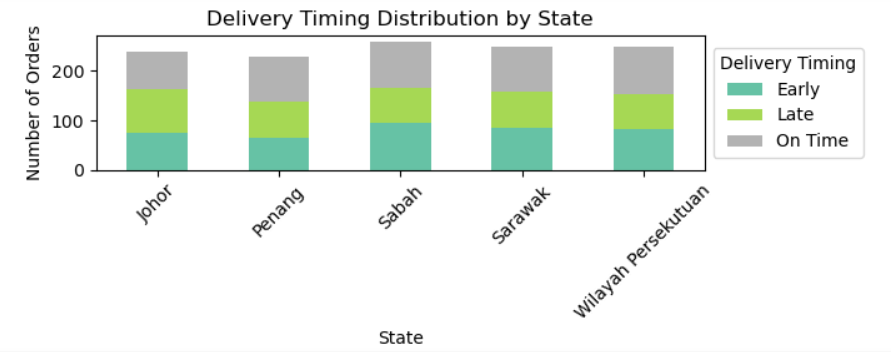 Delivery Timing Distribution by State
Number of Orders
200
100
0
Johor
Penang
Sabah
Sarawak
Wilayah Persekutuan
State
Delivery Timing
Early
Late
On Time